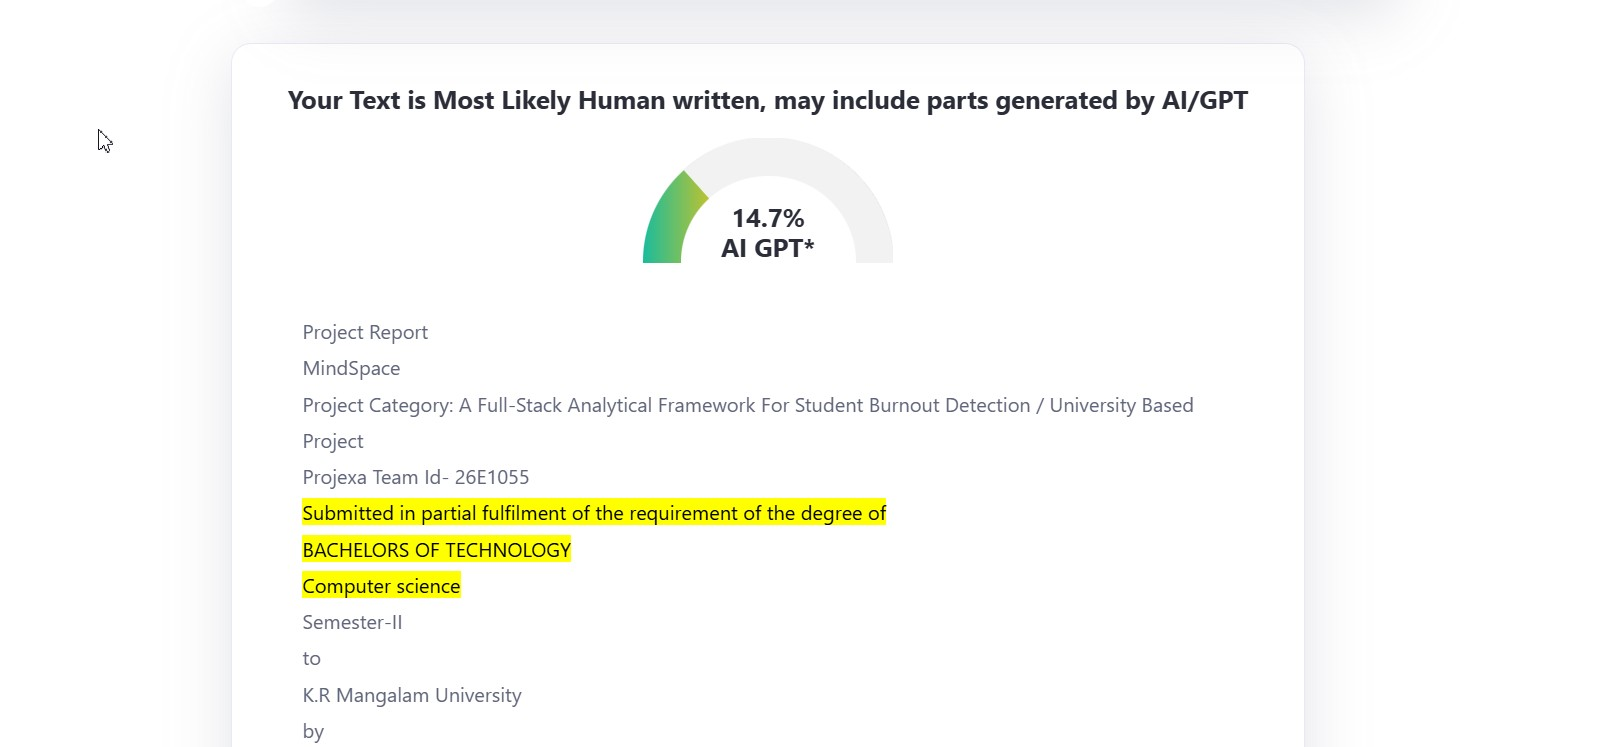 Your Text is Most Likely Human written, may include parts generated by AI/GPT
14.7%
AI GPT*
Project Report
MindSpace
Project Category: A Full-Stack Analytical Framework For Student Burnout Detection / University Based
Project
Projexa Team Id- 26E1055
Submitted in partial fulfilment of the requirement of the degree of
BACHELORS OF TECHNOLOGY
Computer science
Semester-II
to
K.R Mangalam University
by